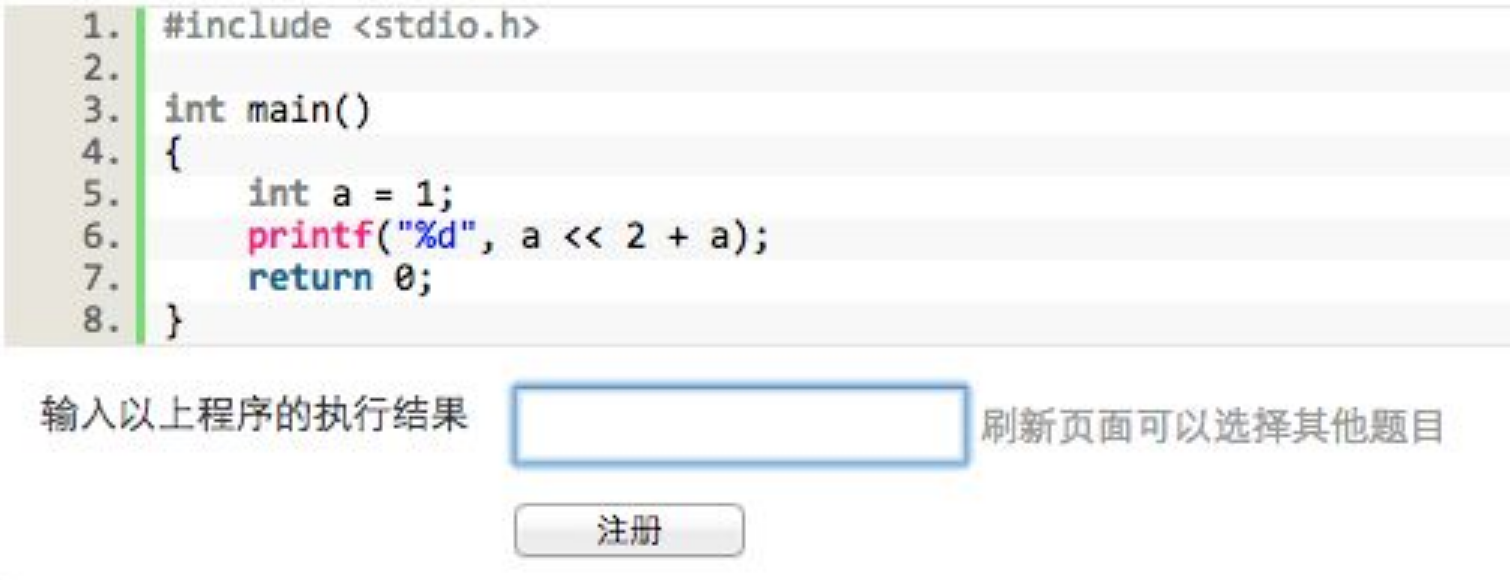 1. #include <stdio.h>
2.
3. int main()
4. {
5.     int a = 1;
6.     printf("%d", a << 2 + a);
7.     return 0;
8. }
输入以上程序的执行结果 刷新页面可以选择其他题目
注册